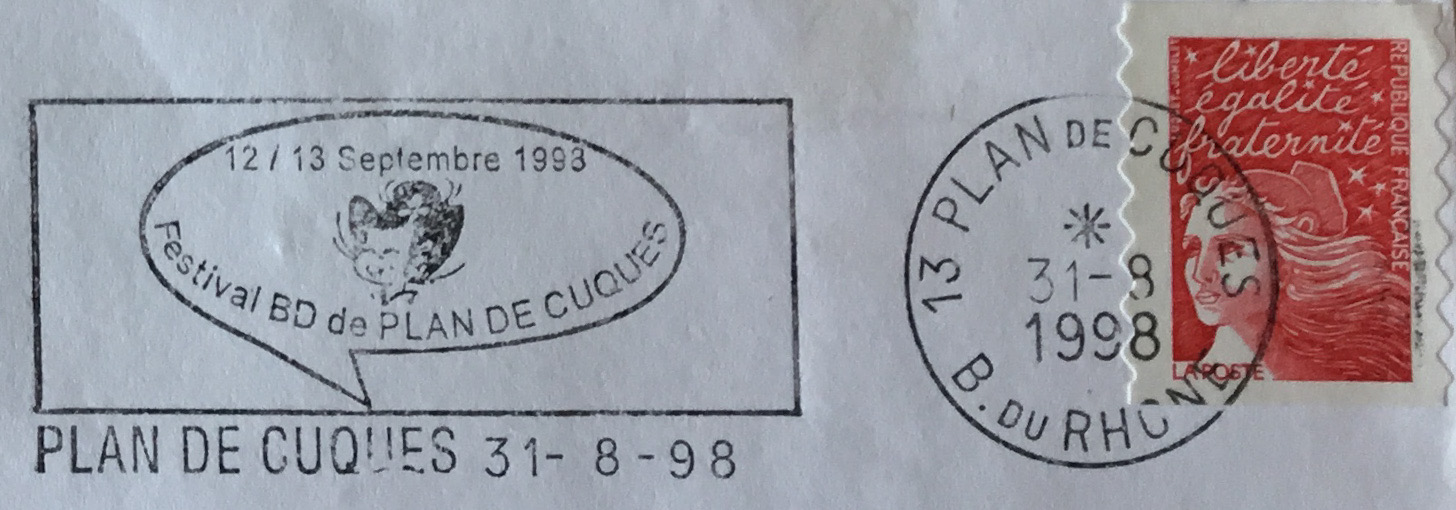 12 / 13 Septembre 1998
Festival BD de PLAN DE CUQUES
PLAN DE CUQUES 31- 8 - 98
13 PLAN DE CUQUES
31-8
1998
B. DU RHONE
liberté
égalité
fraternité
REPUBLIQUE FRANÇAISE
LA POSTE